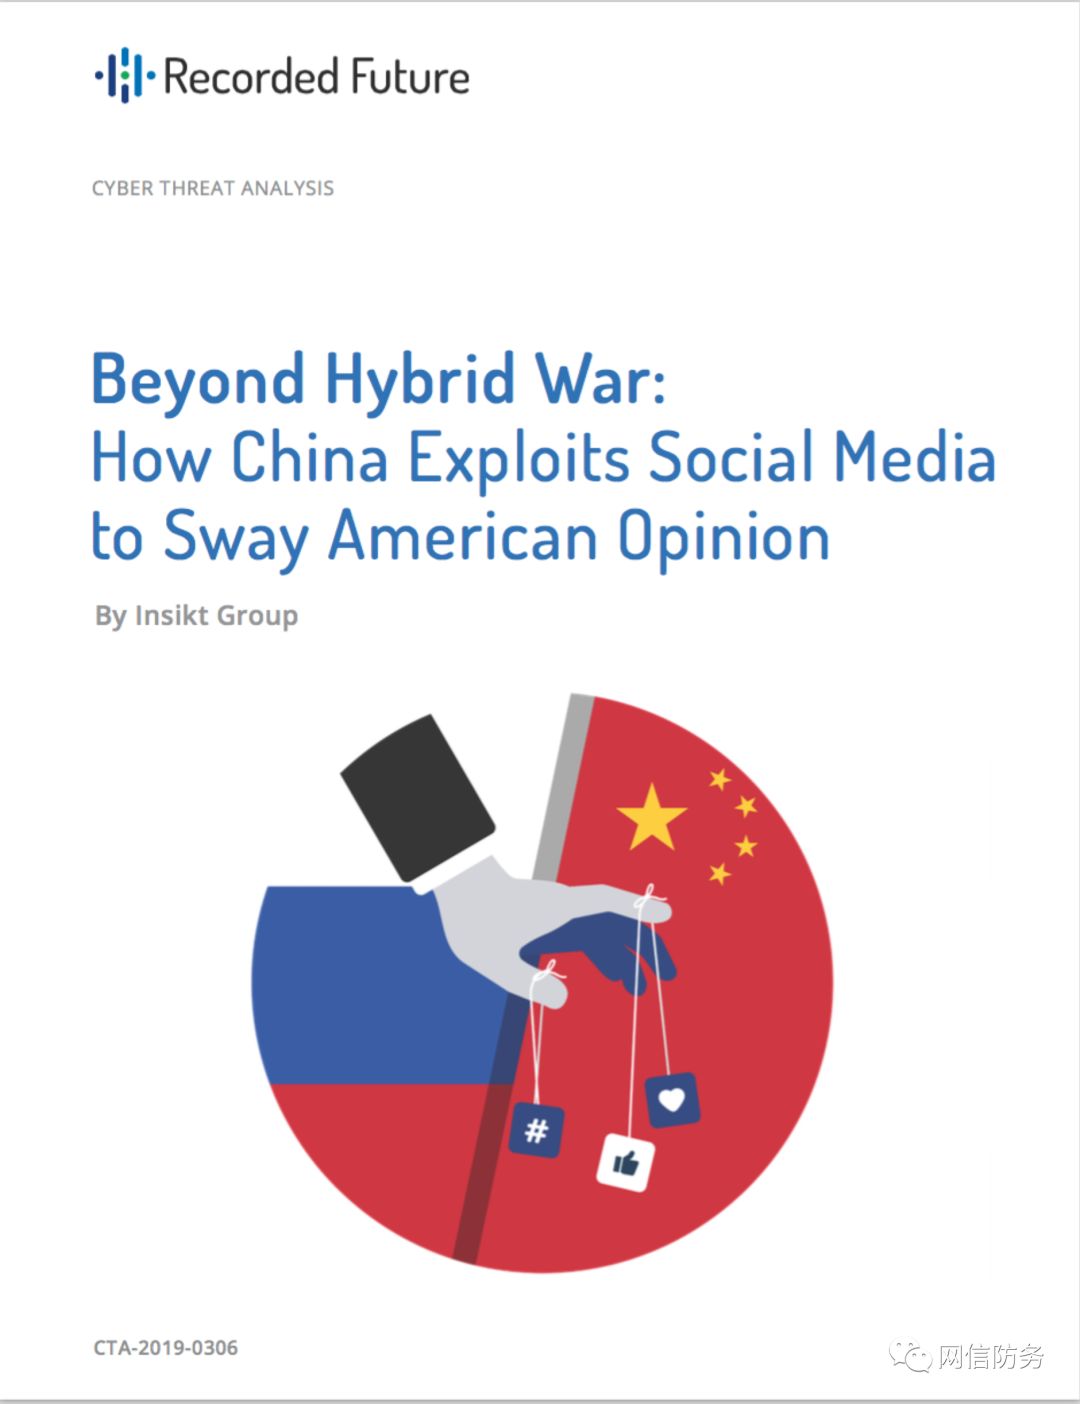 Recorded Future
CYBER THREAT ANALYSIS
Beyond Hybrid War:
How China Exploits Social Media
to Sway American Opinion
By Insikt Group
#
CTA-2019-0306
网信防务